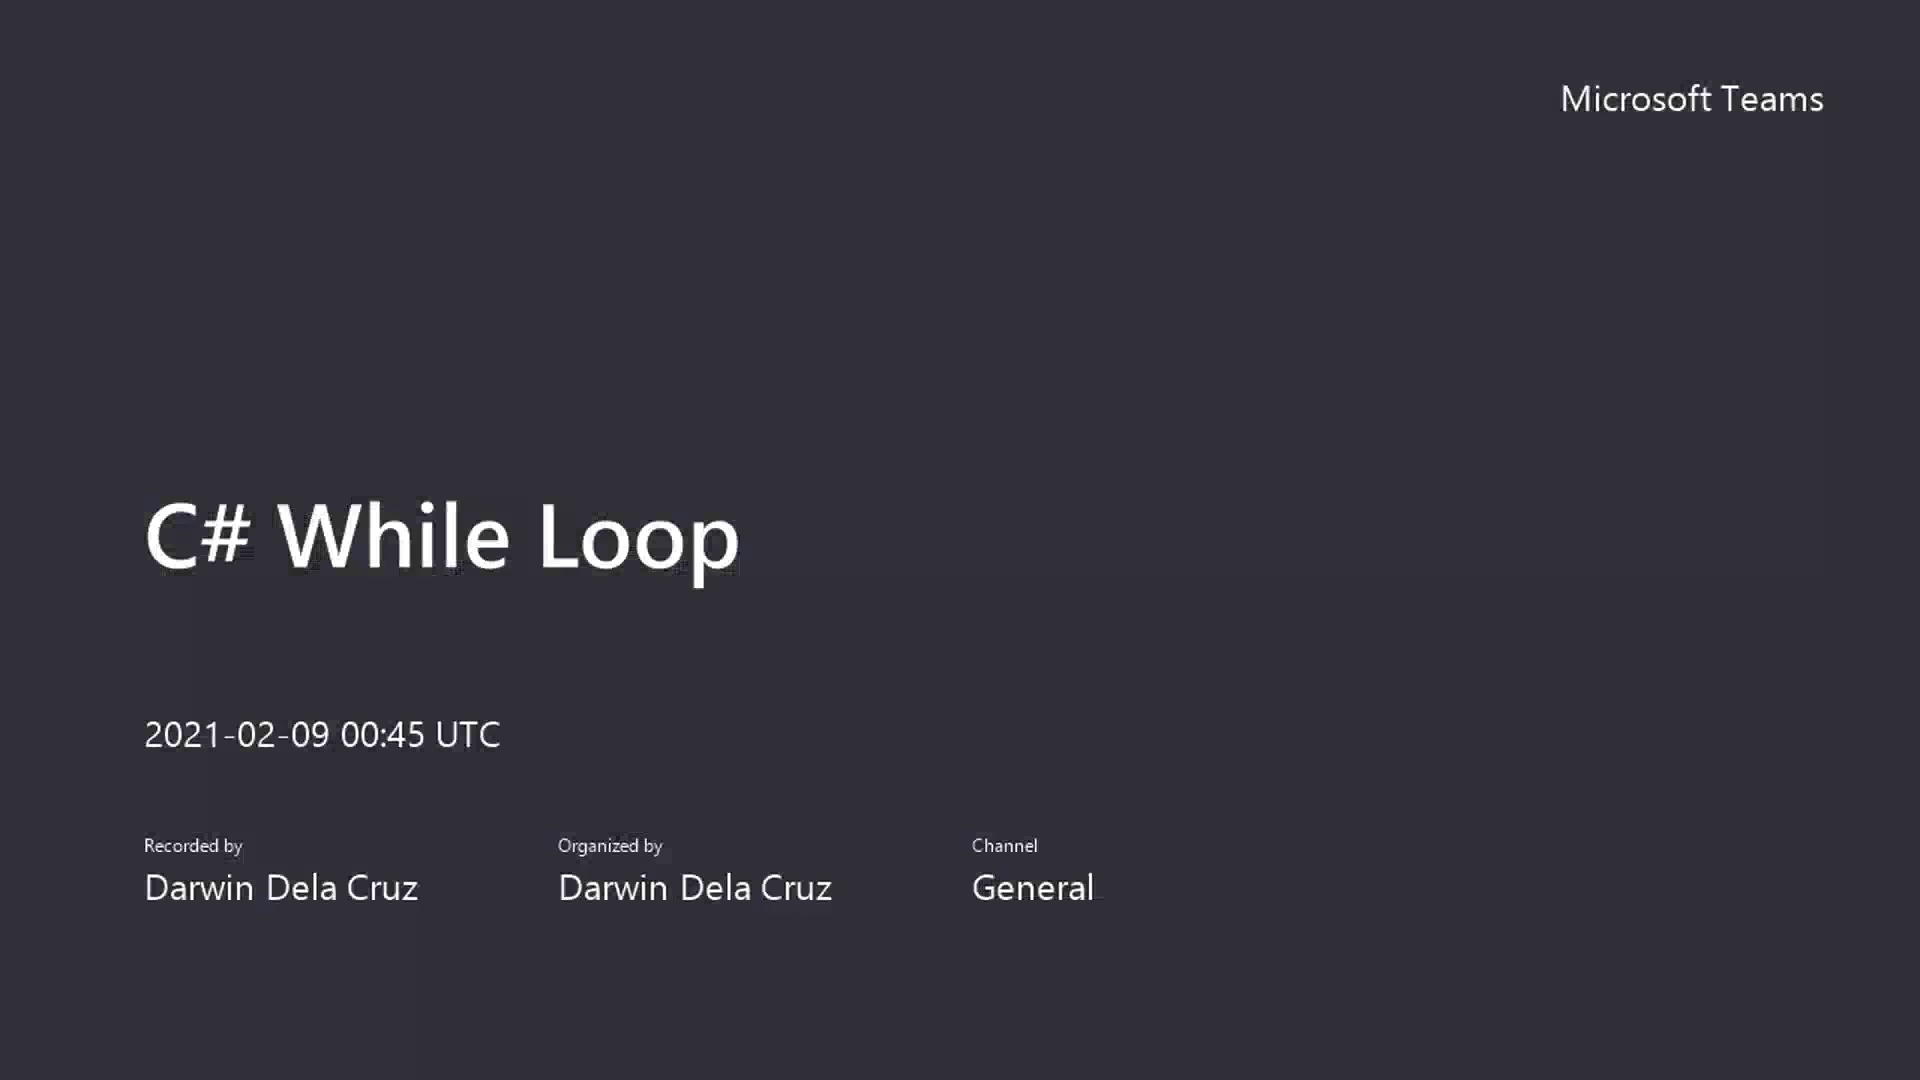 Microsoft Teams
C# While Loop
2021-02-09 00:45 UTC
Recorded by
Darwin Dela Cruz
Organized by
Darwin Dela Cruz
Channel
General